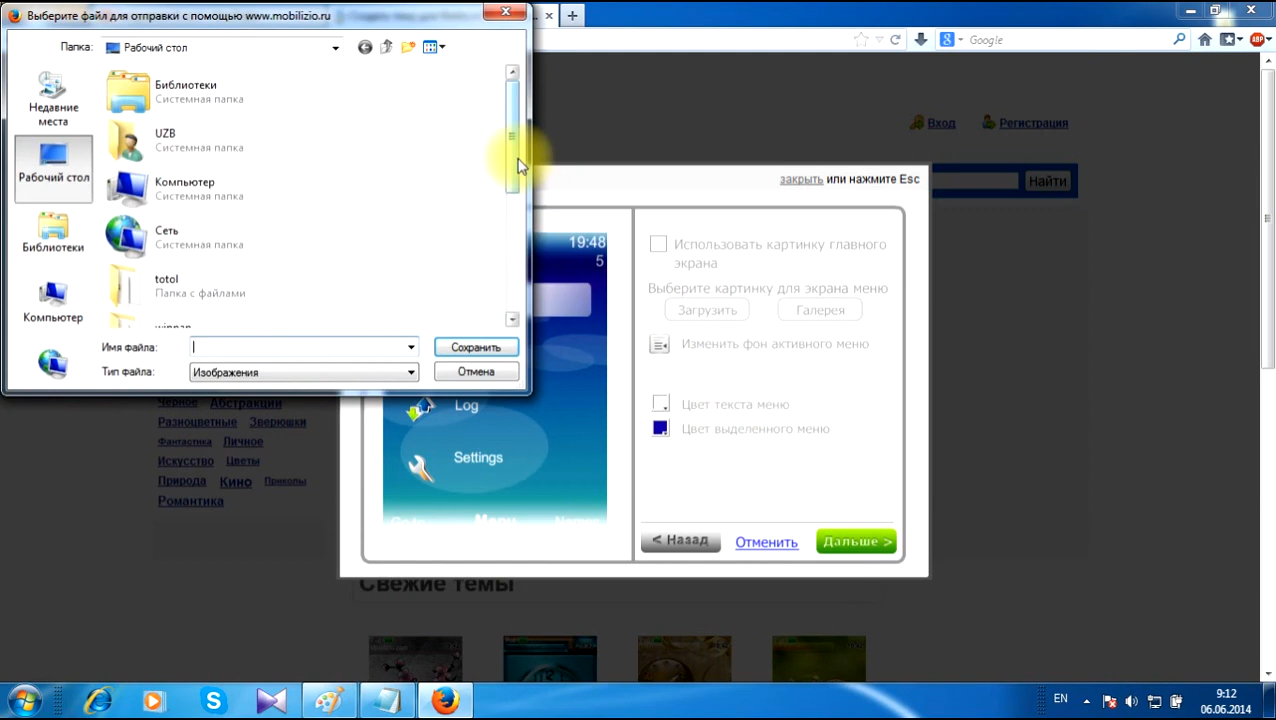 Выберите файл для отправки с помощью www.mobilizio.ru
Папка:
Рабочий стол
Google
Недавние
места
Рабочий стол
Библиотеки
Компьютер
Библиотеки
Системная папка
UZB
Системная папка
Компьютер
Системная папка
Сеть
Системная папка
totol
Папка с файлами
Имя файла:
Сохранить
Тип файла:
Изображения
Отмена
Вход
Регистрация
Найти
закрыть или нажмите Esc
19:48
5
Log
Settings
Menu
Использовать картинку главного
экрана
Выберите картинку для экрана меню
Загрузить
Галерея
Изменить фон активного меню
Цвет текста меню
Цвет выделенного меню
< Назад
Отменить
Дальше >
Чёрное Абстракции
Разноцветные Зверюшки
Фантастика Личное
Искусство Цветы
Природа Кино Приколы
Романтика
Свежие темы
EN
9:12
06.06.2014
ABP